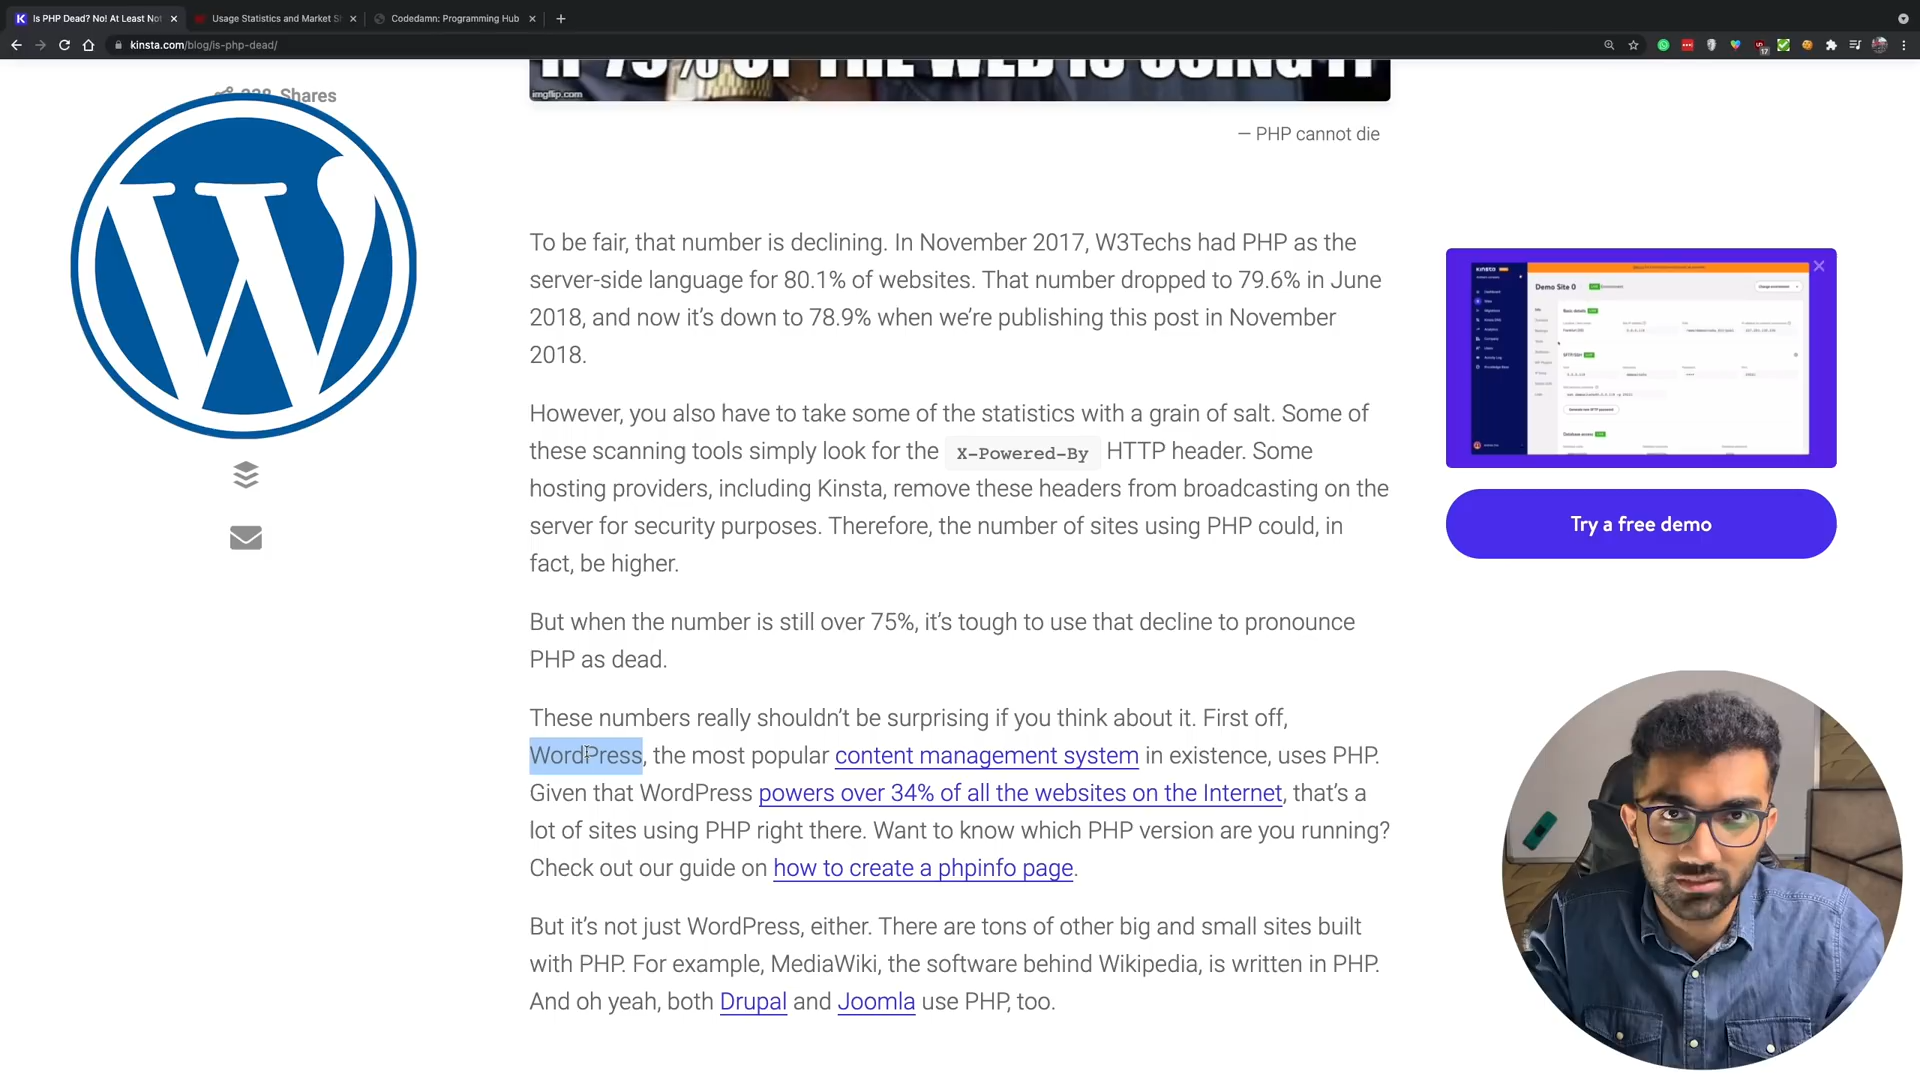 Is PHP Dead? No! At Least Not
Usage Statistics and Market S
Codedamn: Programming Hub
kinsta.com/blog/is-php-dead/
17
IF 75% OF THE WEB IS USING IT
imgflip.com
Shares
— PHP cannot die
To be fair, that number is declining. In November 2017, W3Techs had PHP as the
server-side language for 80.1% of websites. That number dropped to 79.6% in June
2018, and now it’s down to 78.9% when we’re publishing this post in November
2018.
However, you also have to take some of the statistics with a grain of salt. Some of
these scanning tools simply look for the X-Powered-By HTTP header. Some
hosting providers, including Kinsta, remove these headers from broadcasting on the
server for security purposes. Therefore, the number of sites using PHP could, in
fact, be higher.
But when the number is still over 75%, it’s tough to use that decline to pronounce
PHP as dead.
These numbers really shouldn’t be surprising if you think about it. First off,
WordPress, the most popular content management system in existence, uses PHP.
Given that WordPress powers over 34% of all the websites on the Internet, that’s a
lot of sites using PHP right there. Want to know which PHP version are you running?
Check out our guide on how to create a phpinfo page.
But it’s not just WordPress, either. There are tons of other big and small sites built
with PHP. For example, MediaWiki, the software behind Wikipedia, is written in PHP.
And oh yeah, both Drupal and Joomla use PHP, too.
W
Kinsta
Demo Site 0
Try a free demo